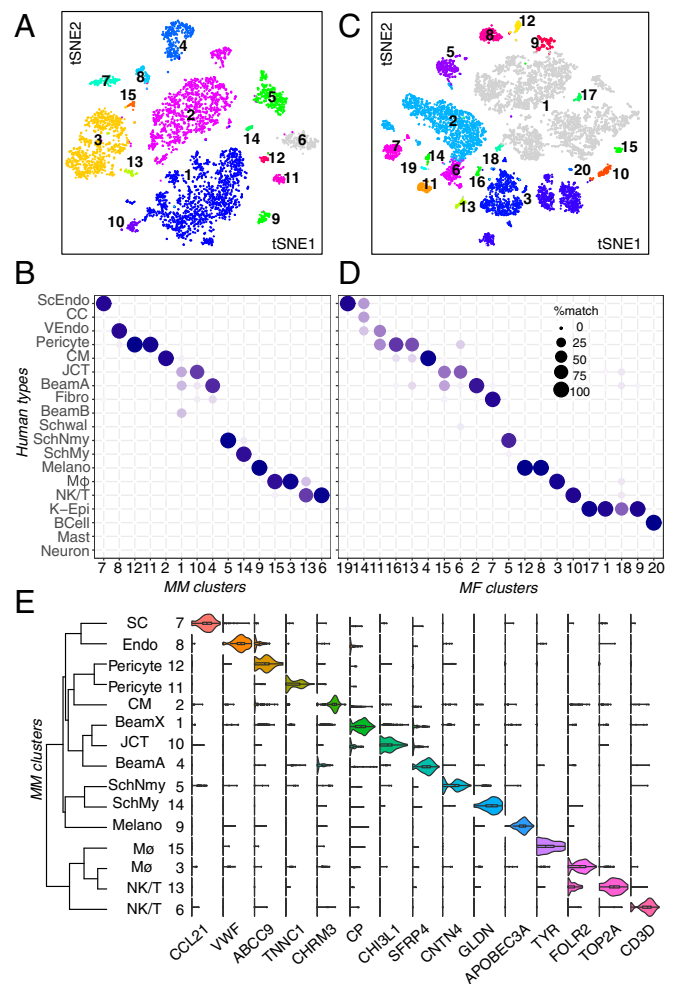 A
tSNE2
4
7
8
15
2
5
3
14
6
13
12
1
11
10
9
tSNE1
C
tSNE2
12
8
9
5
17
1
2
7
14
18
15
19
6
20
16
10
11
3
13
tSNE1
B
D
Human types
ScEndo
CC
VEndo
Pericyte
CM
JCT
BeamA
Fibro
BeamB
Schwal
SchNmy
SchMy
Melano
Mϕ
NK/T
K−Epi
BCell
Mast
Neuron
%match
0
25
50
75
100
7 8 12 11 2 1 10 4 5 14 9 15 3 13 6
MM clusters
19 14 11 16 13 4 15 6 2 7 5 12 8 3 10 17 1 18 9 20
MF clusters
E
MM clusters
SC 7
Endo 8
Pericyte 12
Pericyte 11
CM 2
BeamX 1
JCT 10
BeamA 4
SchNmy 5
SchMy 14
Melano 9
Mø 15
Mø 3
NK/T 13
NK/T 6
CCL21 VWF ABCC9 TNNC1 CHRM3 CP CHI3L1 SFRP4 CNTN4 GLDN APOBEC3A TYR FOLR2 TOP2A CD3D